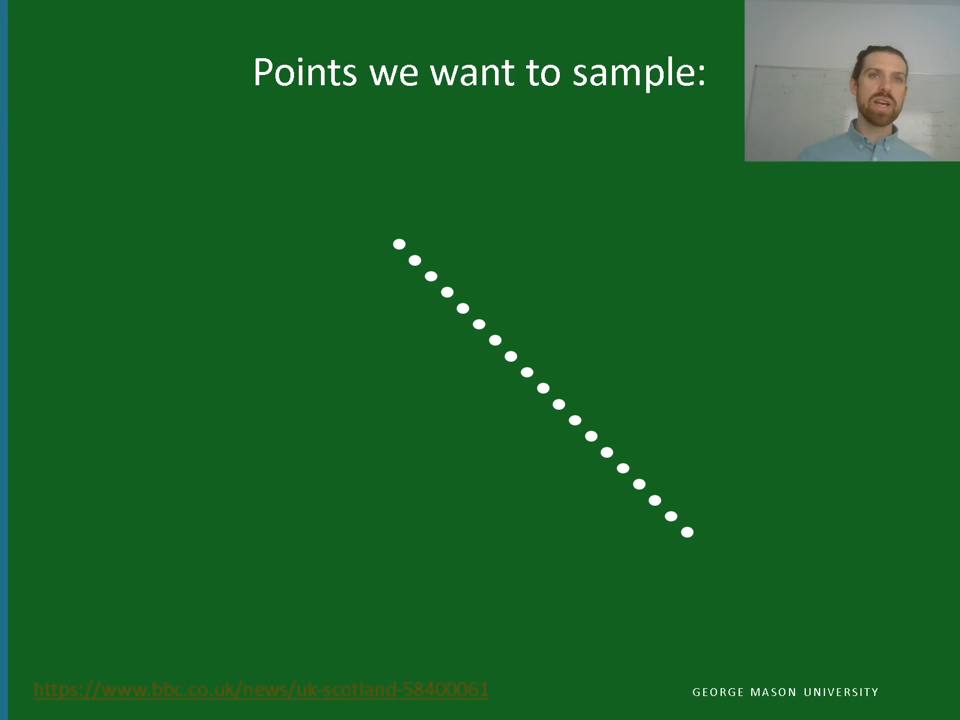 Points we want to sample:
https://www.bbc.co.uk/news/uk-scotland-58400061
GEORGE MASON UNIVERSITY